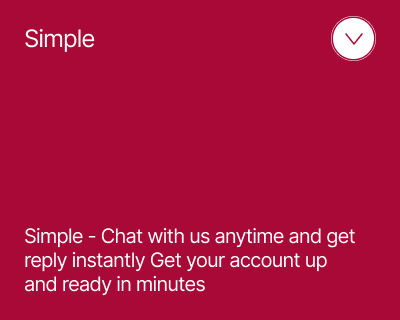 Simple
Simple - Chat with us anytime and get
reply instantly Get your account up
and ready in minutes